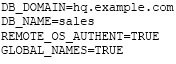 DB_DOMAIN=hq.example.com
DB_NAME=sales
REMOTE_OS_AUTHENT=TRUE
GLOBAL_NAMES=TRUE